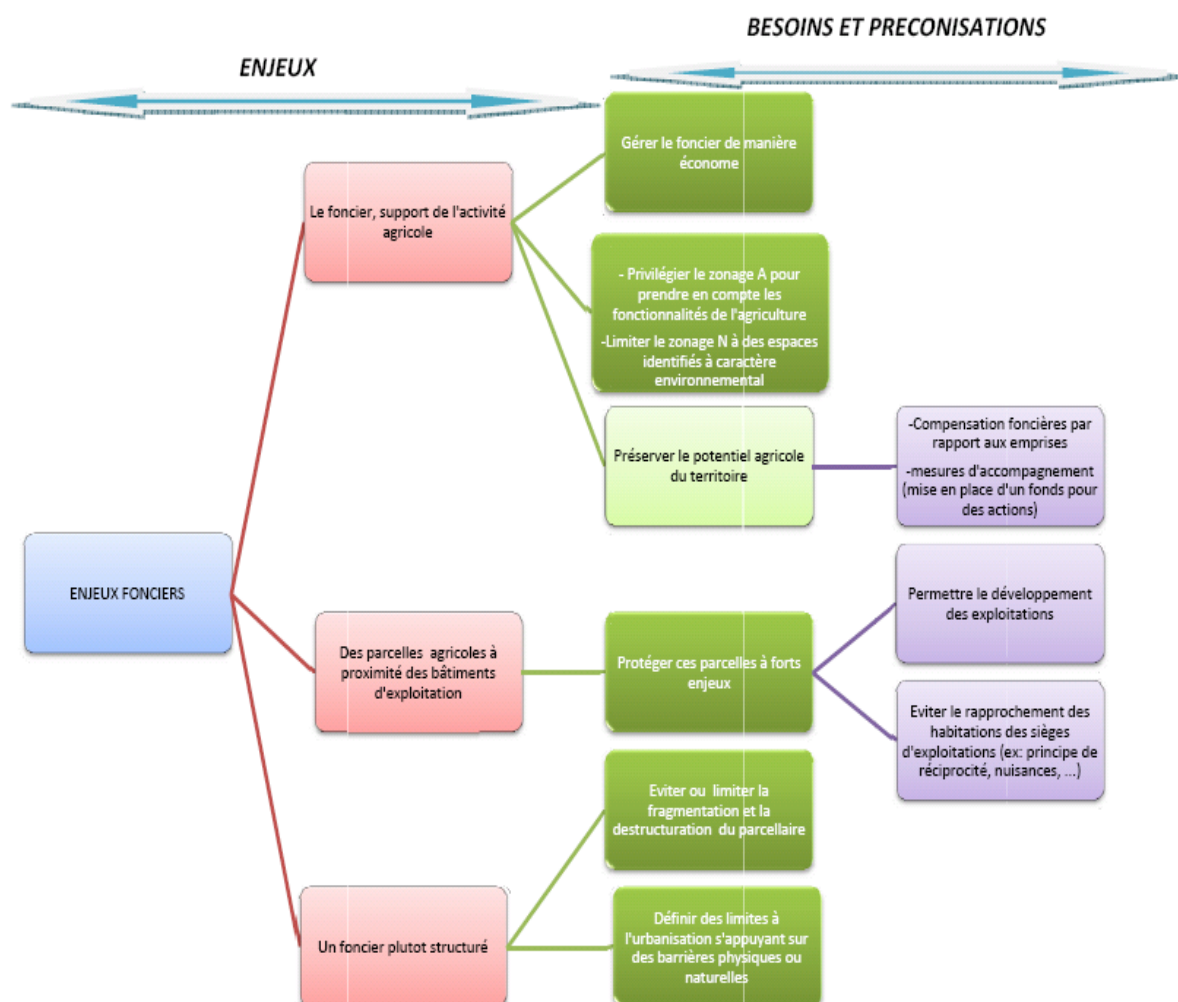 BESOINS ET PRECONISATIONS
ENJEUX
Gérer le foncier de manière
économe
Le foncier, support de l'activité
agricole
- Privilégier le zonage A pour
prendre en compte les
fonctionnalités de l'agriculture
-Limiter le zonage N à des espaces
identifiés à caractère
environnemental
Préserver le potentiel agricole
du territoire
-Compensation foncières par
rapport aux emprises
-mesures d'accompagnement
(mise en place d'un fonds pour
des actions)
ENJEUX FONCIERS
Des parcelles agricoles à
proximité des bâtiments
d'exploitation
Protéger ces parcelles à forts
enjeux
Permettre le développement
des exploitations
Eviter le rapprochement des
habitations des sièges
d'exploitations (ex: principe de
réciprocité, nuisances, ...)
Eviter ou limiter la
fragmentation et la
destructuration du parcellaire
Un foncier plutot structuré
Définir des limites à
l'urbanisation s'appuyant sur
des barrières physiques ou
naturelles